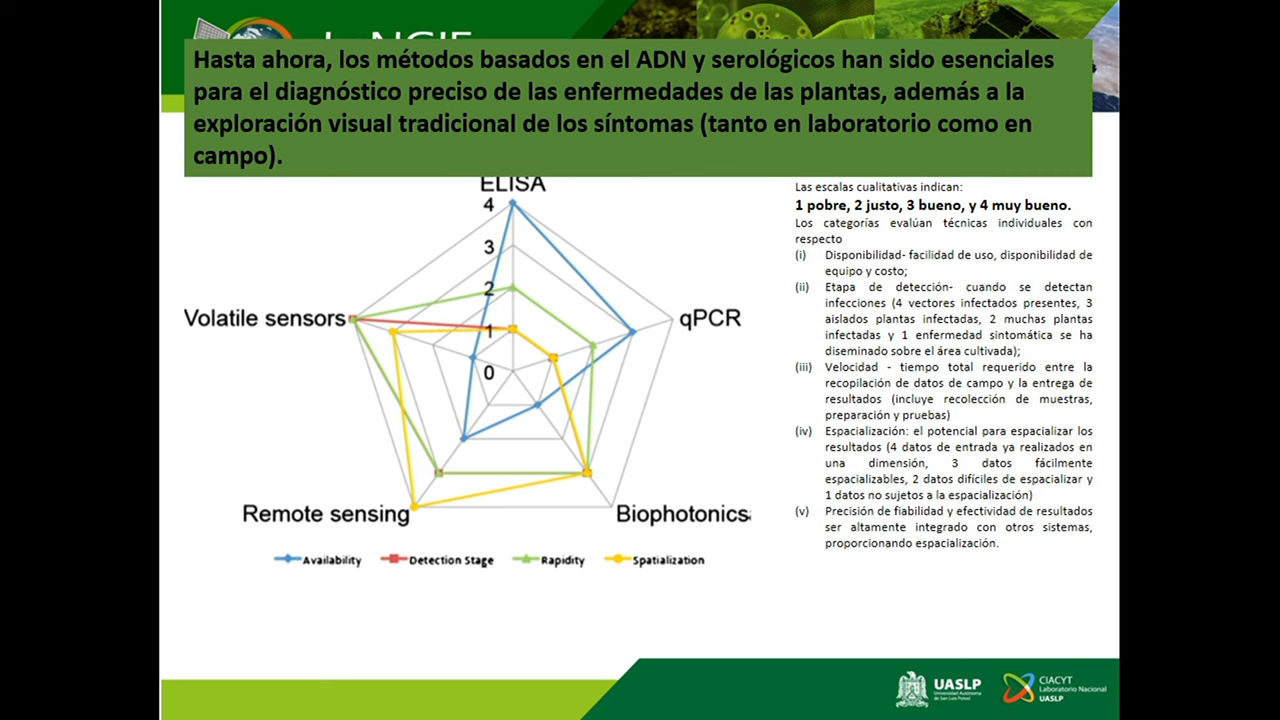 LaNGIF
Hasta ahora, los métodos basados en el ADN y serológicos han sido esenciales
para el diagnóstico preciso de las enfermedades de las plantas, además a la
exploración visual tradicional de los síntomas (tanto en laboratorio como en
campo).
ELISA
4
3
2
1
0
Volatile sensors
qPCR
Remote sensing
Biophotonics
Availability
Detection Stage
Rapidity
Spatialization
Las escalas cualitativas indican:
1 pobre, 2 justo, 3 bueno, y 4 muy bueno.
Los categorías evalúan técnicas individuales con
respecto
(i) Disponibilidad- facilidad de uso, disponibilidad de
equipo y costo;
(ii) Etapa de detección- cuando se detectan
infecciones (4 vectores infectados presentes, 3
aislados plantas infectadas, 2 muchas plantas
infectadas y 1 enfermedad sintomática se ha
diseminado sobre el área cultivada);
(iii) Velocidad - tiempo total requerido entre la
recopilación de datos de campo y la entrega de
resultados (incluye recolección de muestras,
preparación y pruebas)
(iv) Espacialización: el potencial para espacializar los
resultados (4 datos de entrada ya realizados en
una dimensión, 3 datos fácilmente
espacializables, 2 datos difíciles de espacializar y
1 datos no sujetos a la espacialización)
(v) Precisión de fiabilidad y efectividad de resultados
ser altamente integrado con otros sistemas,
proporcionando espacialización.
UASLP
Universidad Autónoma
de San Luis Potosí
CIACYT
Laboratorio Nacional
UASLP